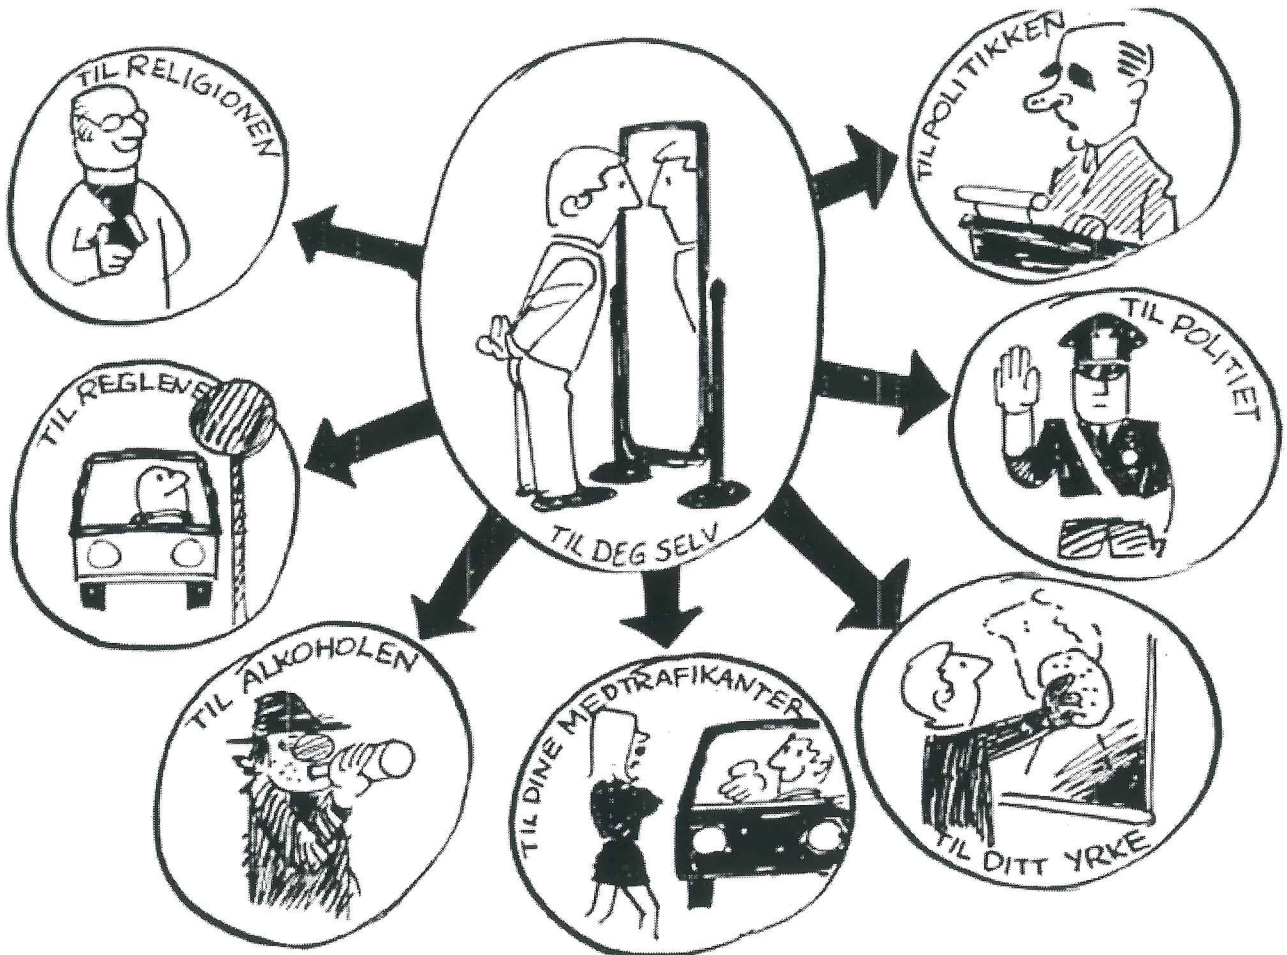 TIL RELIGIONEN
TIL POLITIKKEN
TIL DEG SELV
TIL POLITIET
TIL REGLENE
TIL ALKOHOLEN
TIL DINE MEDTRAFIKANTER
TIL DITT YRKE